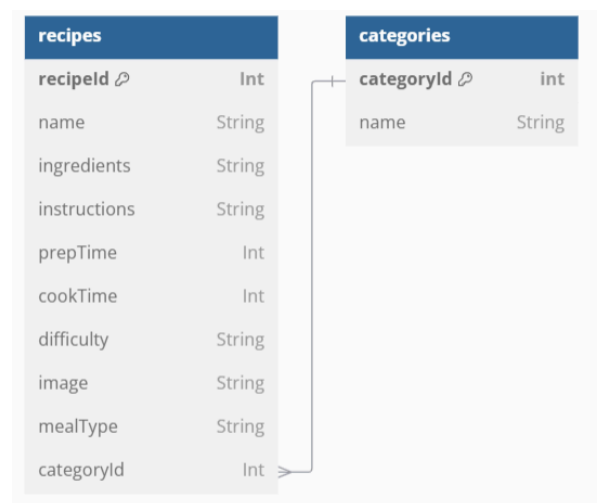 recipes
recipeId Int
name String
ingredients String
instructions String
prepTime Int
cookTime Int
difficulty String
image String
mealType String
categoryId Int
categories
categoryId int
name String